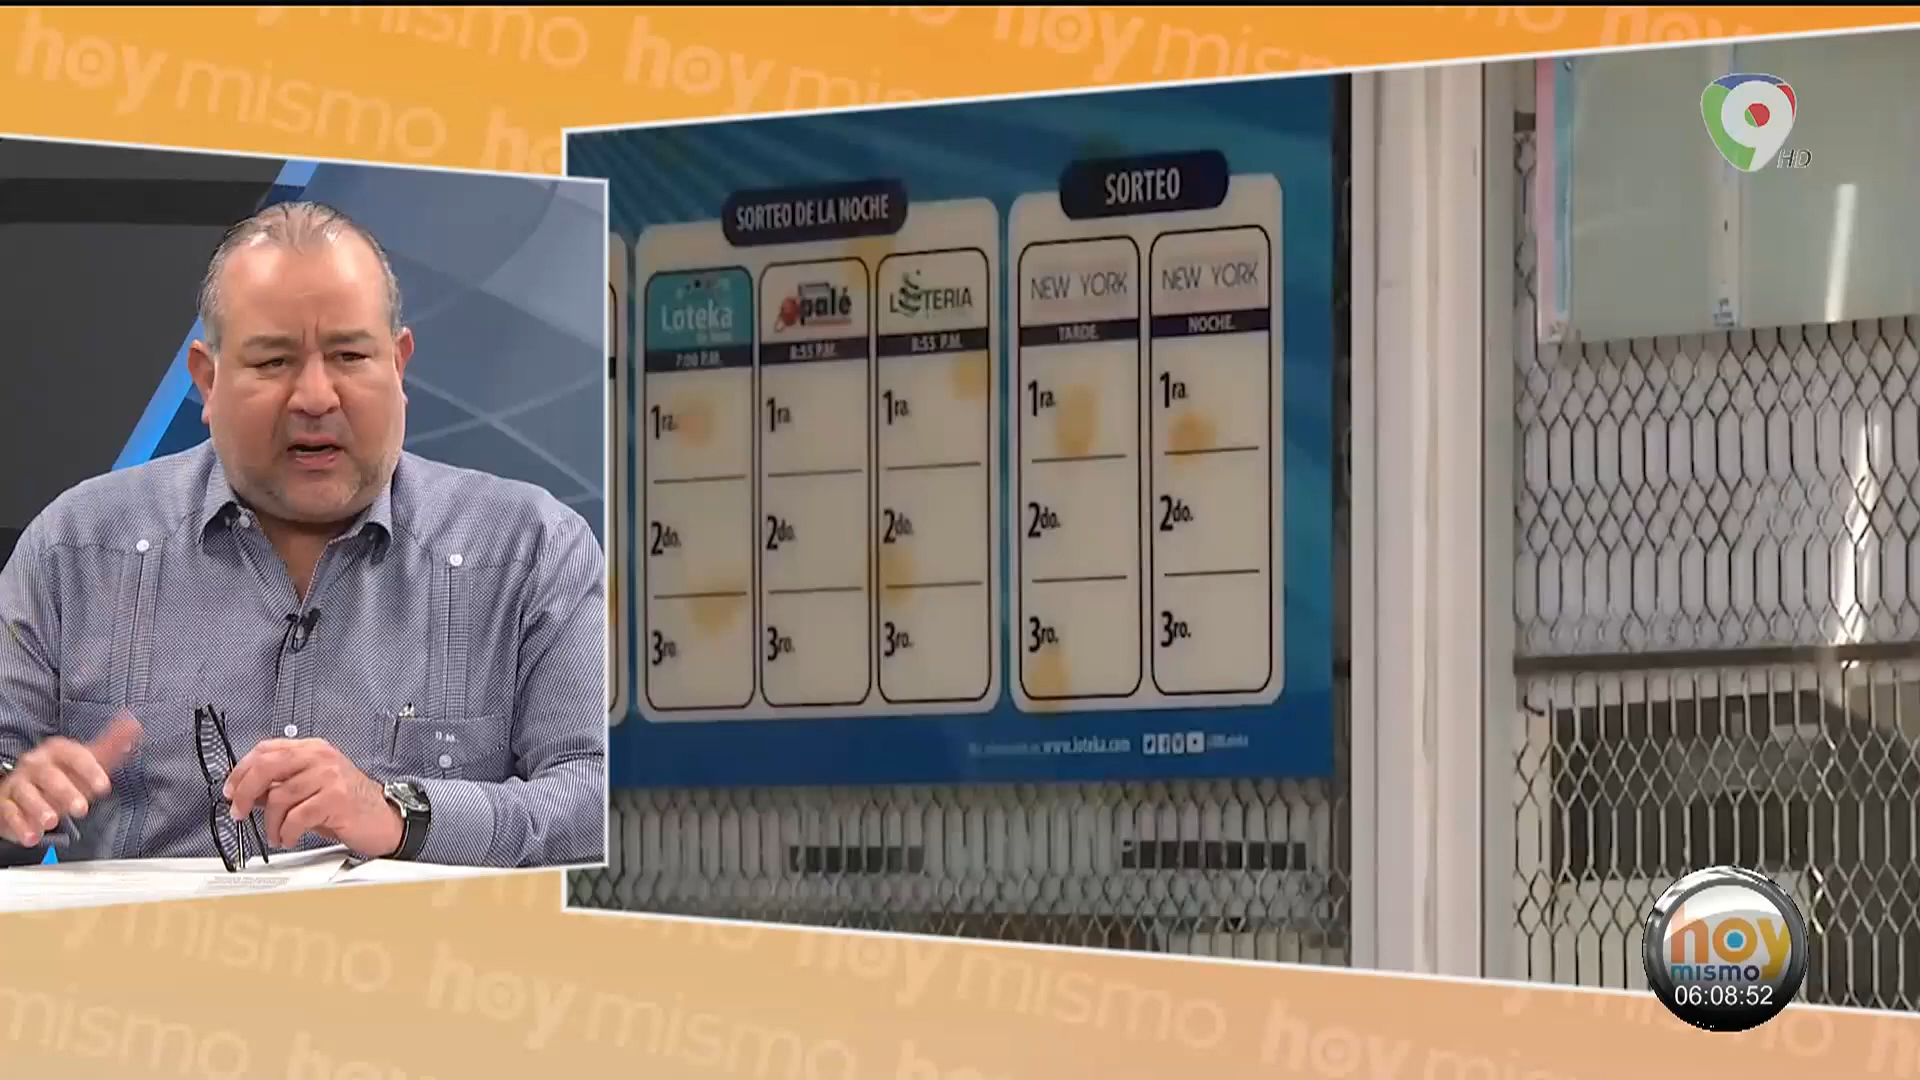 hoy mismo
HD
SORTEO DE LA NOCHE
SORTEO
Loteka
7:00 P.M.
1ra.
2do.
3ro.
palé
8:55 P.M.
1ra.
2do.
3ro.
LOTERIA
8:55 P.M.
1ra.
2do.
3ro.
NEW YORK
TARDE.
1ra.
2do.
3ro.
NEW YORK
NOCHE.
1ra.
2do.
3ro.
www.loteka.com
hoy
mismo
06:08:52